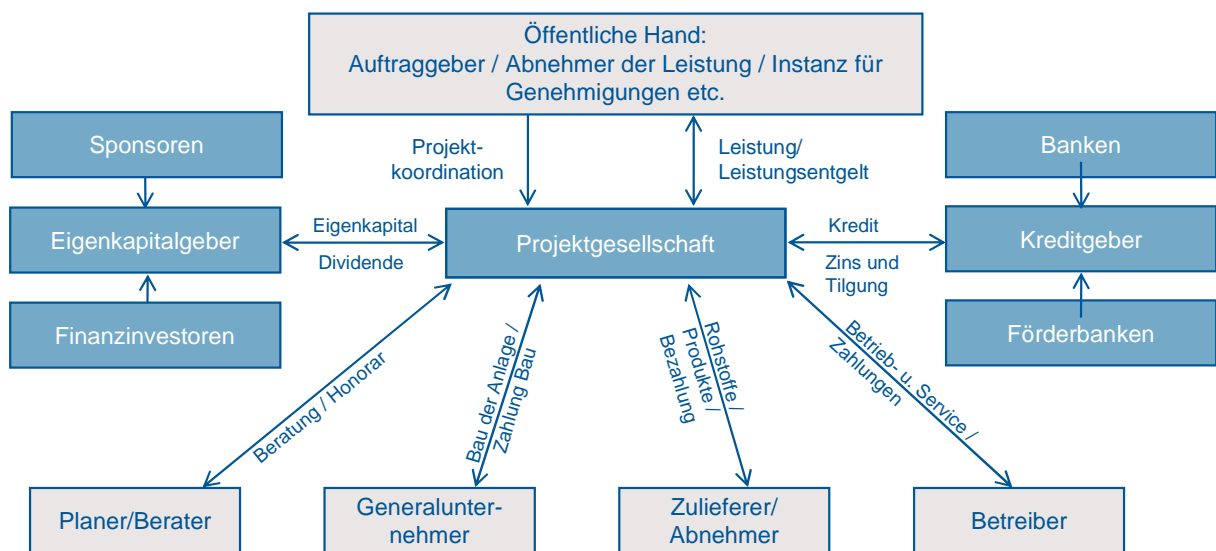 Öffentliche Hand:
Auftraggeber / Abnehmer der Leistung / Instanz für
Genehmigungen etc.
Sponsoren
Projekt-
koordination
Leistung/
Leistungsentgelt
Banken
Eigenkapitalgeber
Eigenkapital
Dividende
Projektgesellschaft
Kredit
Zins und
Tilgung
Kreditgeber
Finanzinvestoren
Förderbanken
Beratung / Honorar
Bau der Anlage /
Zahlung Bau
Rohstoffe /
Produkte /
Bezahlung
Betrieb- u. Service /
Zahlungen
Planer/Berater
Generalunter-
nehmer
Zulieferer/
Abnehmer
Betreiber